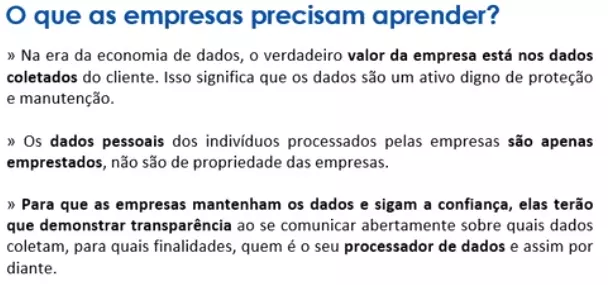 O que as empresas precisam aprender?
» Na era da economia de dados, o verdadeiro valor da empresa está nos dados
coletados do cliente. Isso significa que os dados são um ativo digno de proteção
e manutenção.
» Os dados pessoais dos indivíduos processados pelas empresas são apenas
emprestados, não são de propriedade das empresas.
» Para que as empresas mantenham os dados e sigam a confiança, elas terão
que demonstrar transparência ao se comunicar abertamente sobre quais dados
coletam, para quais finalidades, quem é o seu processador de dados e assim por
diante.